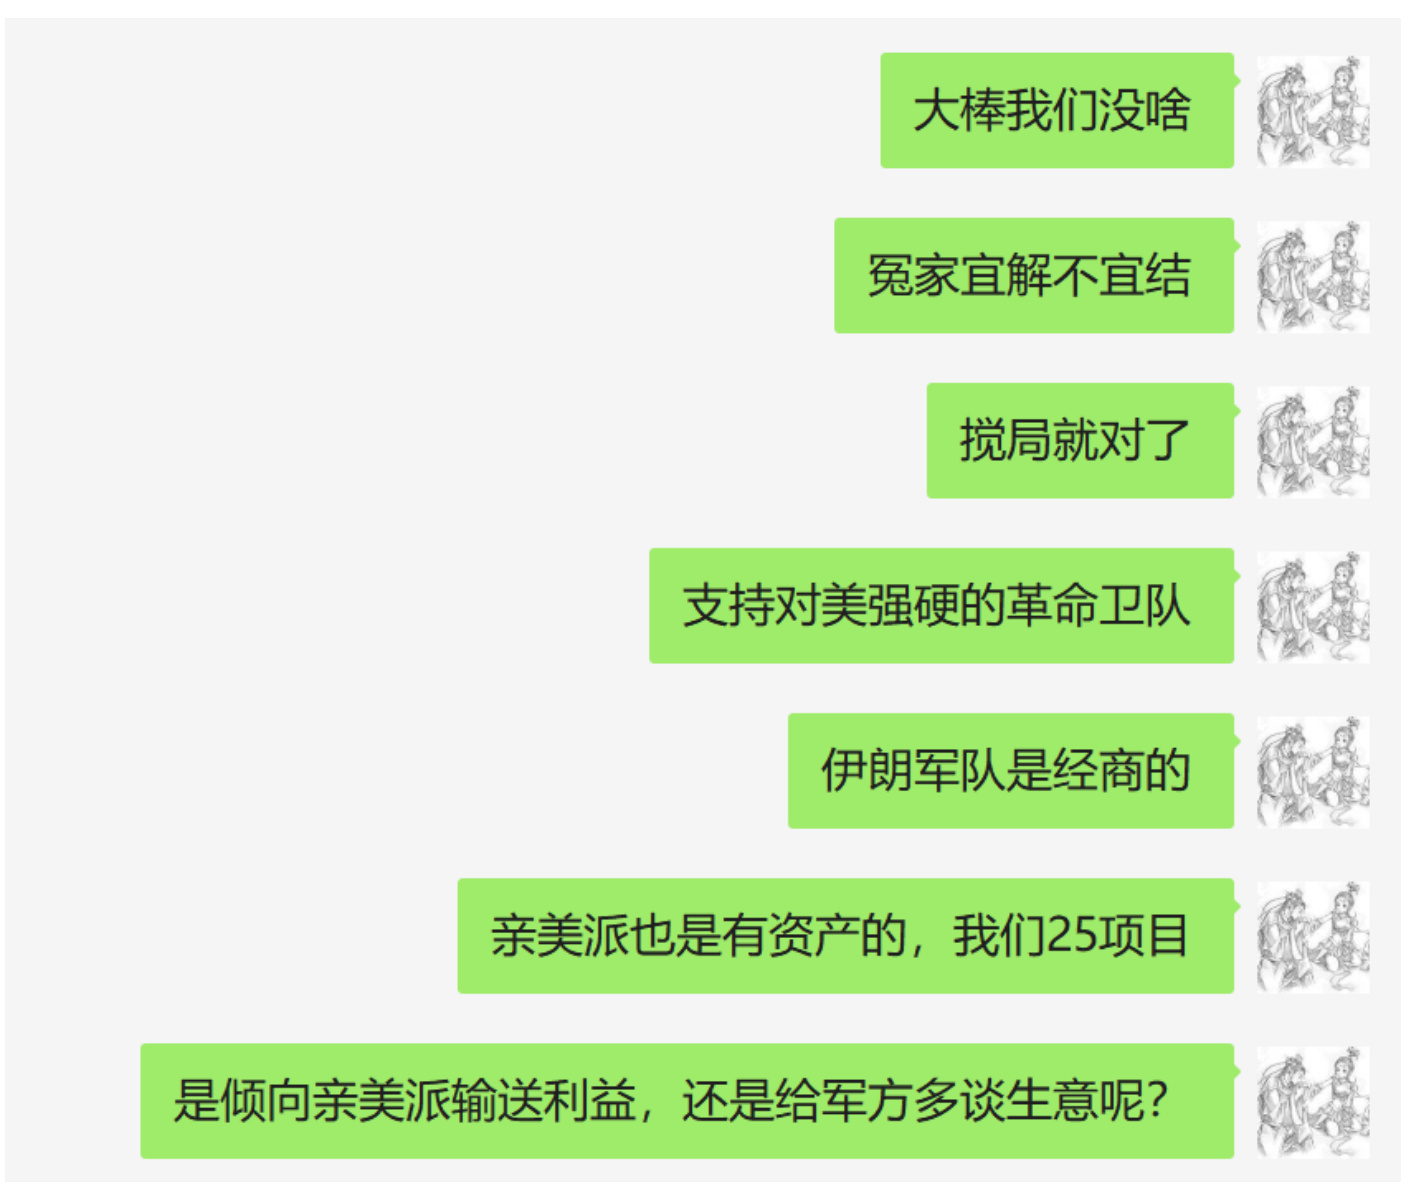 大棒我们没啥
冤家宜解不宜结
搅局就对了
支持对美强硬的革命卫队
伊朗军队是经商的
亲美派也是有资产的，我们25项目
是倾向亲美派输送利益，还是给军方多谈生意呢？